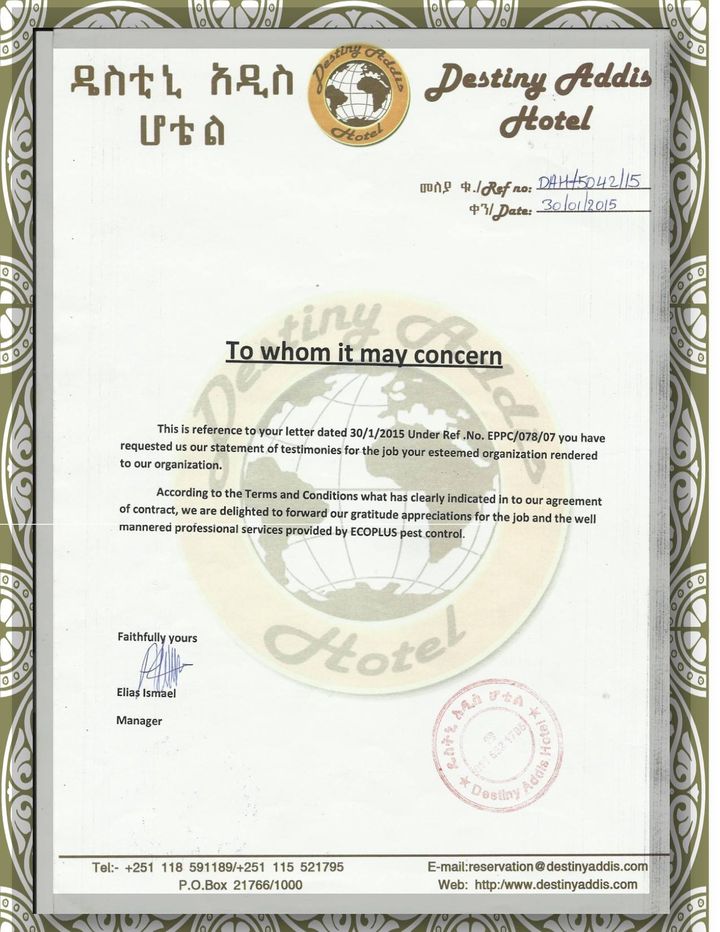 ዴስቲኒ አዲስ
ሆቴል
Destiny Addis
Hotel
Destiny Addis
Hotel
መለያ ቁ./Ref no: DAH/5042/15
ቀን/Date: 30/01/2015
Destiny Addis
Hotel
To whom it may concern
This is reference to your letter dated 30/1/2015 Under Ref .No. EPPC/078/07 you have
requested us our statement of testimonies for the job your esteemed organization rendered
to our organization.
According to the Terms and Conditions what has clearly indicated in to our agreement
of contract, we are delighted to forward our gratitude appreciations for the job and the well
mannered professional services provided by ECOPLUS pest control.
Faithfully yours
Elias Ismael
Manager
ዴስቲኒ አዲስ ሆቴል
Destiny Addis Hotel
Tel:- +251 118 591189/+251 115 521795
P.O.Box 21766/1000
E-mail:reservation@destinyaddis.com
Web: http:/www.destinyaddis.com